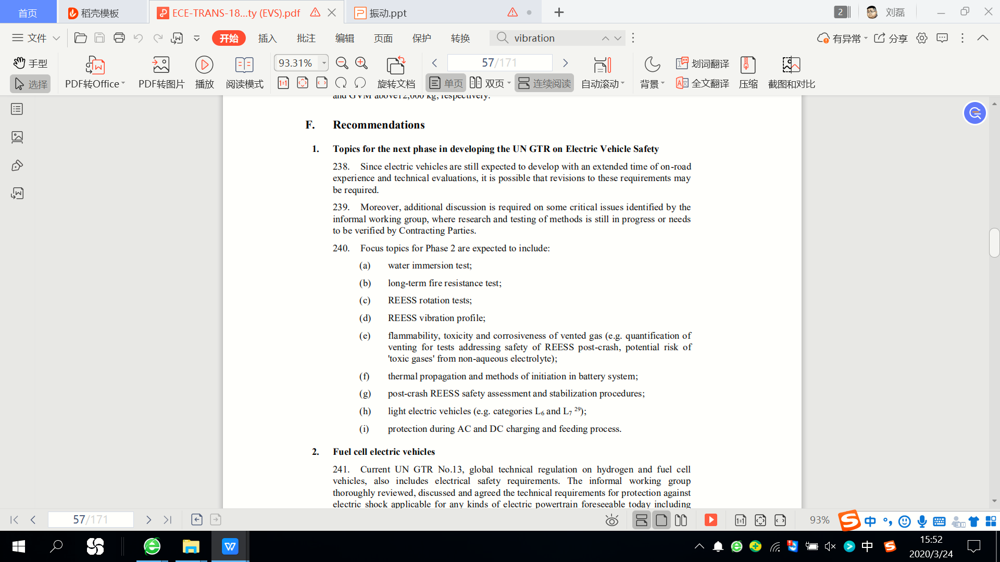 首页
稻壳模板
ECE-TRANS-18...ty (EVS).pdf
振动.ppt
2
刘磊
文件
开始
插入
批注
编辑
页面
保护
转换
vibration
有异常
分享
手型
选择
PDF转Office
PDF转图片
播放
阅读模式
93.31%
旋转文档
57/171
单页
双页
连续阅读
自动滚动
背景
划词翻译
全文翻译
压缩
截图和对比
and GVM above12,000 kg, respectively.
F. Recommendations
1. Topics for the next phase in developing the UN GTR on Electric Vehicle Safety
238. Since electric vehicles are still expected to develop with an extended time of on-road
experience and technical evaluations, it is possible that revisions to these requirements may
be required.
239. Moreover, additional discussion is required on some critical issues identified by the
informal working group, where research and testing of methods is still in progress or needs
to be verified by Contracting Parties.
240. Focus topics for Phase 2 are expected to include:
(a) water immersion test;
(b) long-term fire resistance test;
(c) REESS rotation tests;
(d) REESS vibration profile;
(e) flammability, toxicity and corrosiveness of vented gas (e.g. quantification of
venting for tests addressing safety of REESS post-crash, potential risk of
'toxic gases' from non-aqueous electrolyte);
(f) thermal propagation and methods of initiation in battery system;
(g) post-crash REESS safety assessment and stabilization procedures;
(h) light electric vehicles (e.g. categories L6 and L7 29);
(i) protection during AC and DC charging and feeding process.
2. Fuel cell electric vehicles
241. Current UN GTR No.13, global technical regulation on hydrogen and fuel cell
vehicles, also includes electrical safety requirements. The informal working group
thoroughly reviewed, discussed and agreed the technical requirements for protection against
electric shock applicable for any kinds of electric powertrain foreseeable today including
57/171
93%
中
中
15:52
2020/3/24